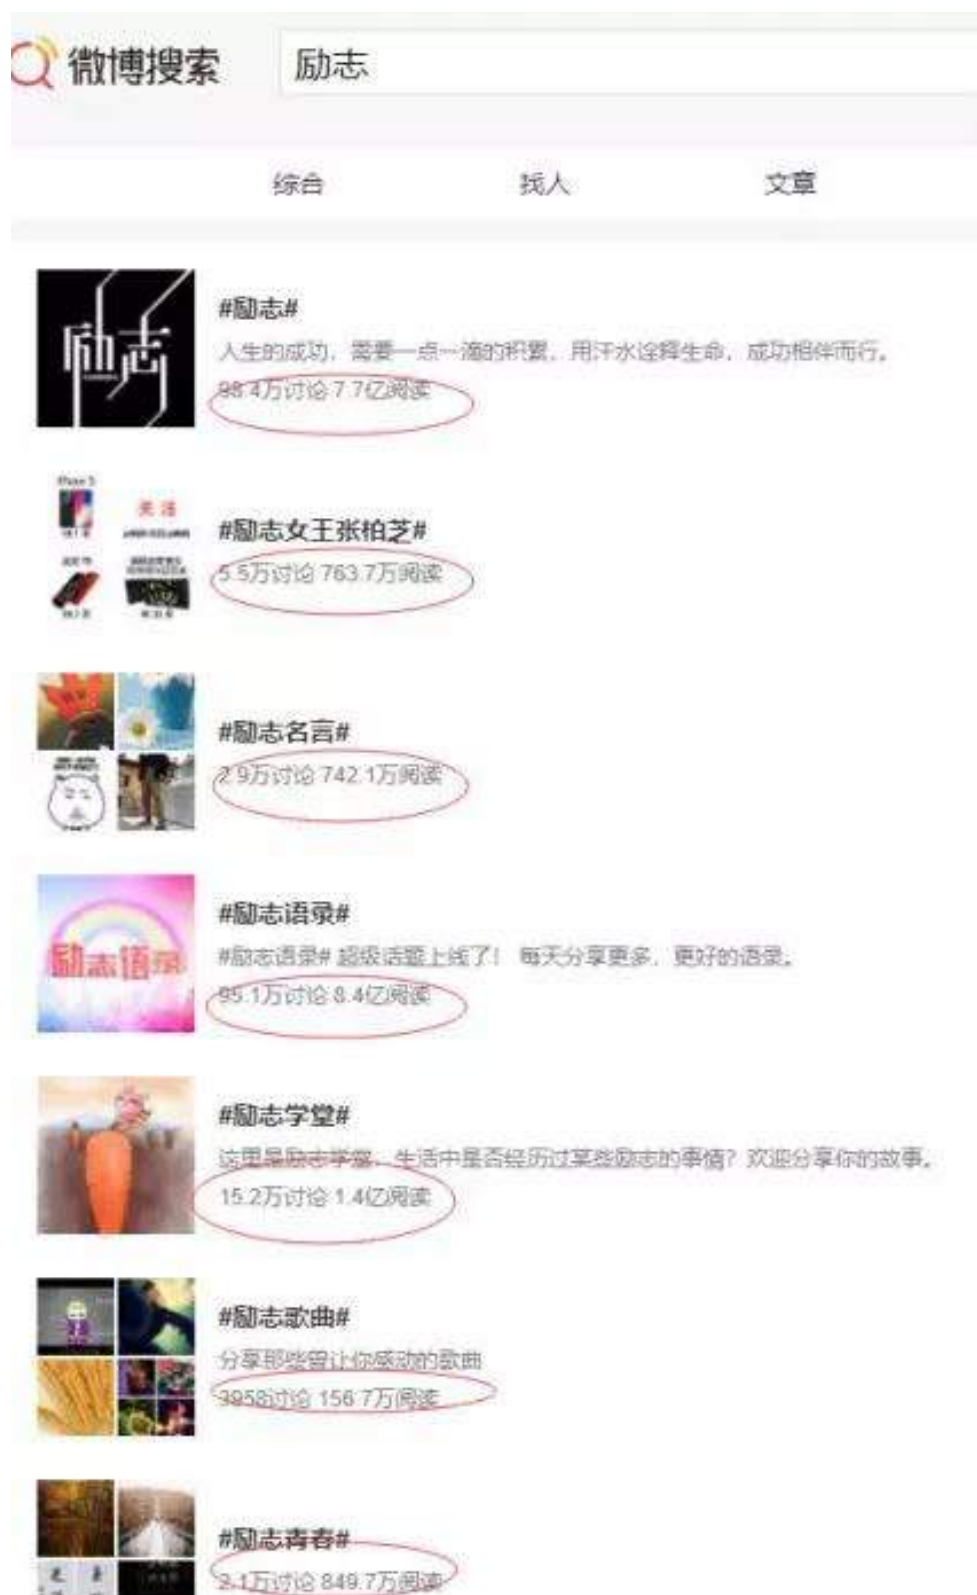 微博搜索
励志
综合 找人 文章
#励志#
人生的成功，需要一点一滴的积累，用汗水诠释生命，成功相伴而行。
98.4万讨论 7.7亿阅读
#励志女王张柏芝#
5.5万讨论 763.7万阅读
#励志名言#
2.9万讨论 742.1万阅读
#励志语录#
#励志语录# 超级话题上线了！ 每天分享更多，更好的语录。
95.1万讨论 8.4亿阅读
#励志学堂#
这里是励志学堂，生活中是否经历过某些励志的事情？欢迎分享你的故事。
15.2万讨论 1.4亿阅读
#励志歌曲#
分享那些曾让你感动的歌曲
3958讨论 156.7万阅读
#励志青春#
2.1万讨论 849.7万阅读
励志
关注
励志语录